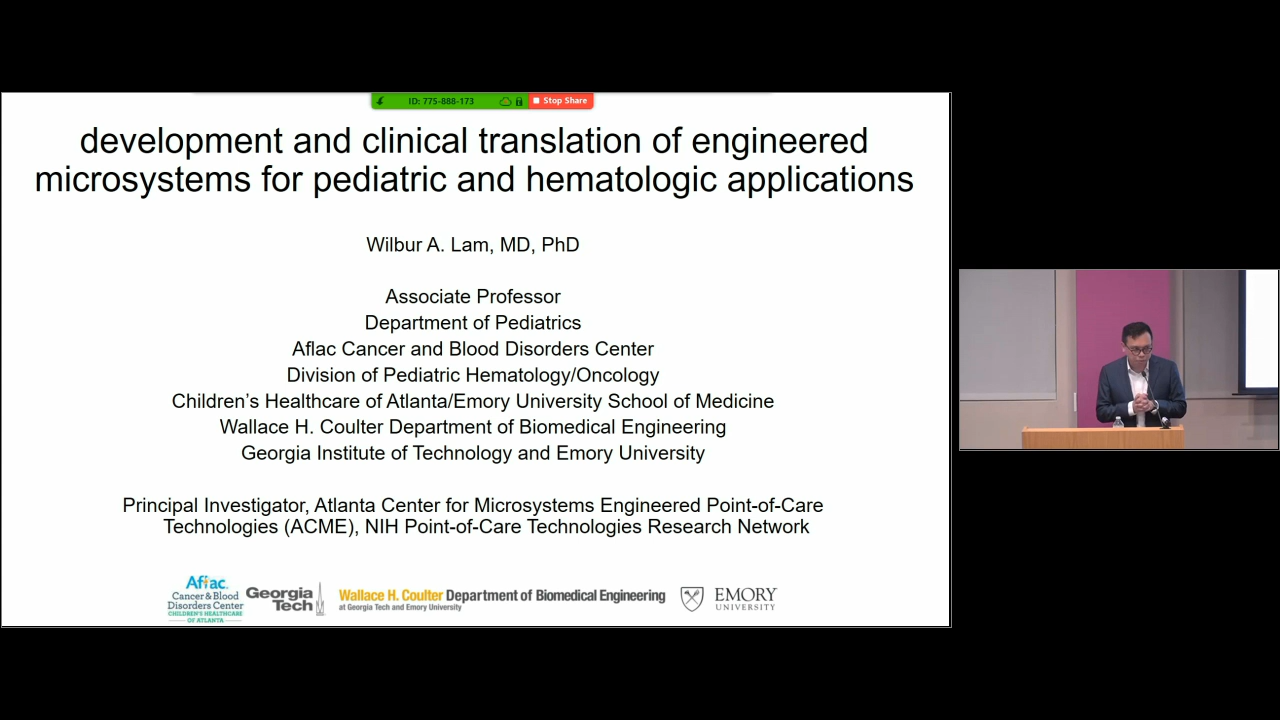 ID: 775-888-173
Stop Share
development and clinical translation of engineered
microsystems for pediatric and hematologic applications
Wilbur A. Lam, MD, PhD
Associate Professor
Department of Pediatrics
Aflac Cancer and Blood Disorders Center
Division of Pediatric Hematology/Oncology
Children's Healthcare of Atlanta/Emory University School of Medicine
Wallace H. Coulter Department of Biomedical Engineering
Georgia Institute of Technology and Emory University
Principal Investigator, Atlanta Center for Microsystems Engineered Point-of-Care
Technologies (ACME), NIH Point-of-Care Technologies Research Network
Aflac
Cancer & Blood
Disorders Center
CHILDREN'S HEALTHCARE
OF ATLANTA
Georgia
Tech
Wallace H. Coulter Department of Biomedical Engineering
at Georgia Tech and Emory University
EMORY
UNIVERSITY